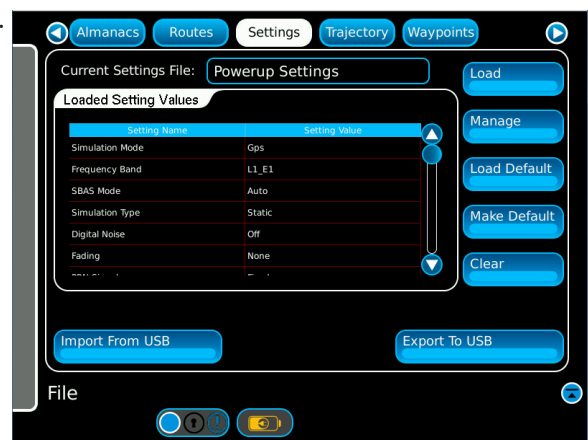 Almanacs Routes Settings Trajectory Waypoints
Current Settings File: Powerup Settings
Load
Loaded Setting Values
Manage
Setting Name Setting Value
Simulation Mode Gps
Frequency Band L1_E1
Load Default
SBAS Mode Auto
Simulation Type Static
Make Default
Digital Noise Off
Fading None
Clear
Import From USB Export To USB
File